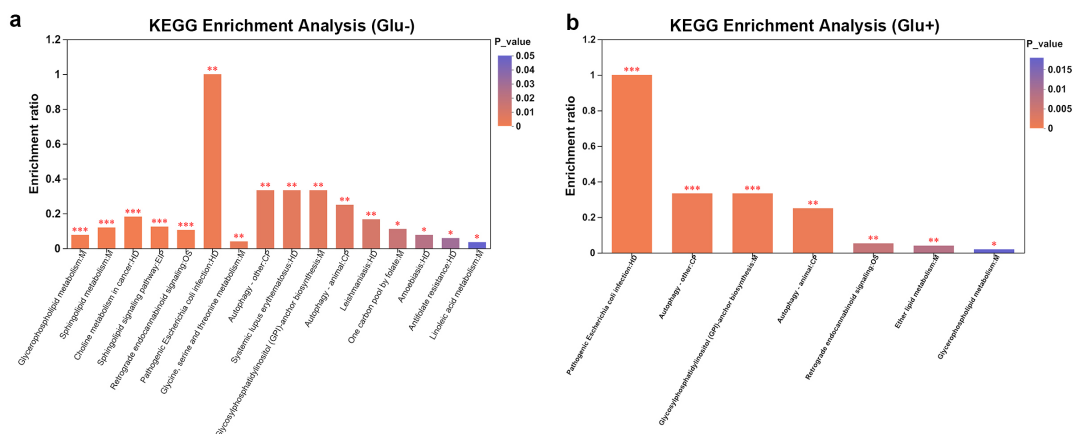 a
KEGG Enrichment Analysis (Glu-)
Enrichment ratio
1.2
1
0.8
0.6
0.4
0.2
0
***
***
***
***
***
**
**
**
**
**
**
**
*
*
*
*
Glycerophospholipid metabolism:M
Sphingolipid metabolism:M
Choline metabolism in cancer:HD
Sphingolipid signaling pathway:EIP
Retrograde endocannabinoid signaling:OS
Pathogenic Escherichia coli infection:HD
Glycine, serine and threonine metabolism:M
Autophagy - other:CP
Systemic lupus erythematosus:HD
Glycosylphosphatidylinositol (GPI)-anchor biosynthesis:M
Autophagy - animal:CP
Leishmaniasis:HD
One carbon pool by folate:M
Amoebiasis:HD
Antifolate resistance:HD
Linoleic acid metabolism:M
P_value
0.05
0.04
0.03
0.02
0.01
0
b
KEGG Enrichment Analysis (Glu+)
Enrichment ratio
1.2
1
0.8
0.6
0.4
0.2
0
***
***
***
**
**
**
*
Pathogenic Escherichia coli infection:HD
Autophagy - other:CP
Glycosylphosphatidylinositol (GPI)-anchor biosynthesis:M
Autophagy - animal:CP
Retrograde endocannabinoid signaling:OS
Ether lipid metabolism:M
Glycerophospholipid metabolism:M
P_value
0.015
0.01
0.005
0